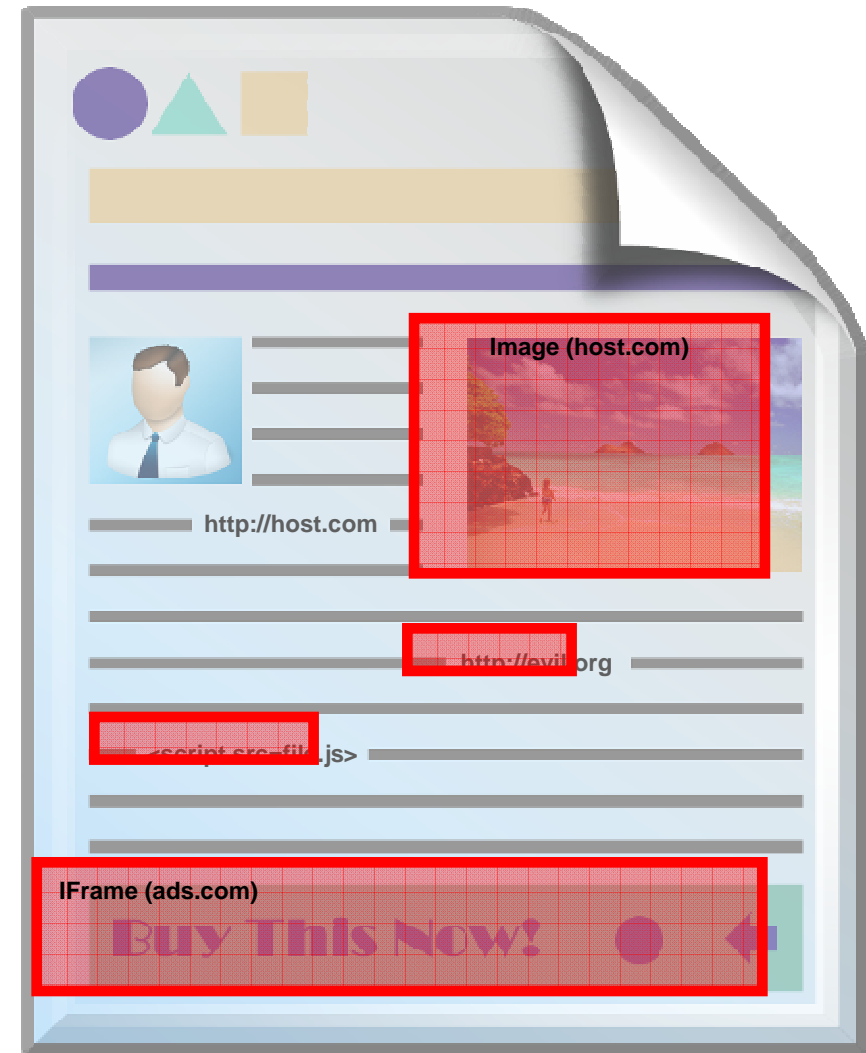 Image (host.com)
http://host.com
http://evil.org
<script src=file.js>
IFrame (ads.com)
Buy This Now!